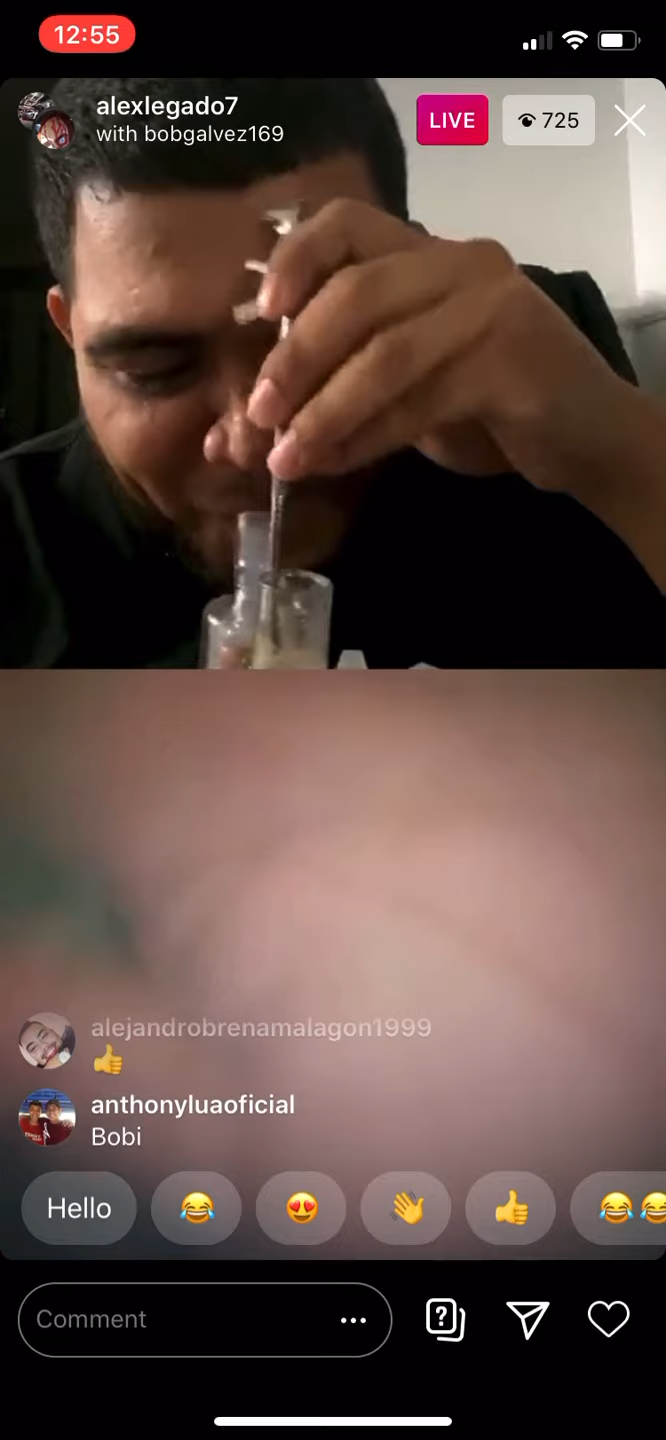 12:55
alexlegado7
with bobgalvez169
LIVE
725
alejandrobrenamalagon1999
👍
anthonyluaoficial
Bobi
Hello 😂 😍 👋 👍 😂😂
Comment